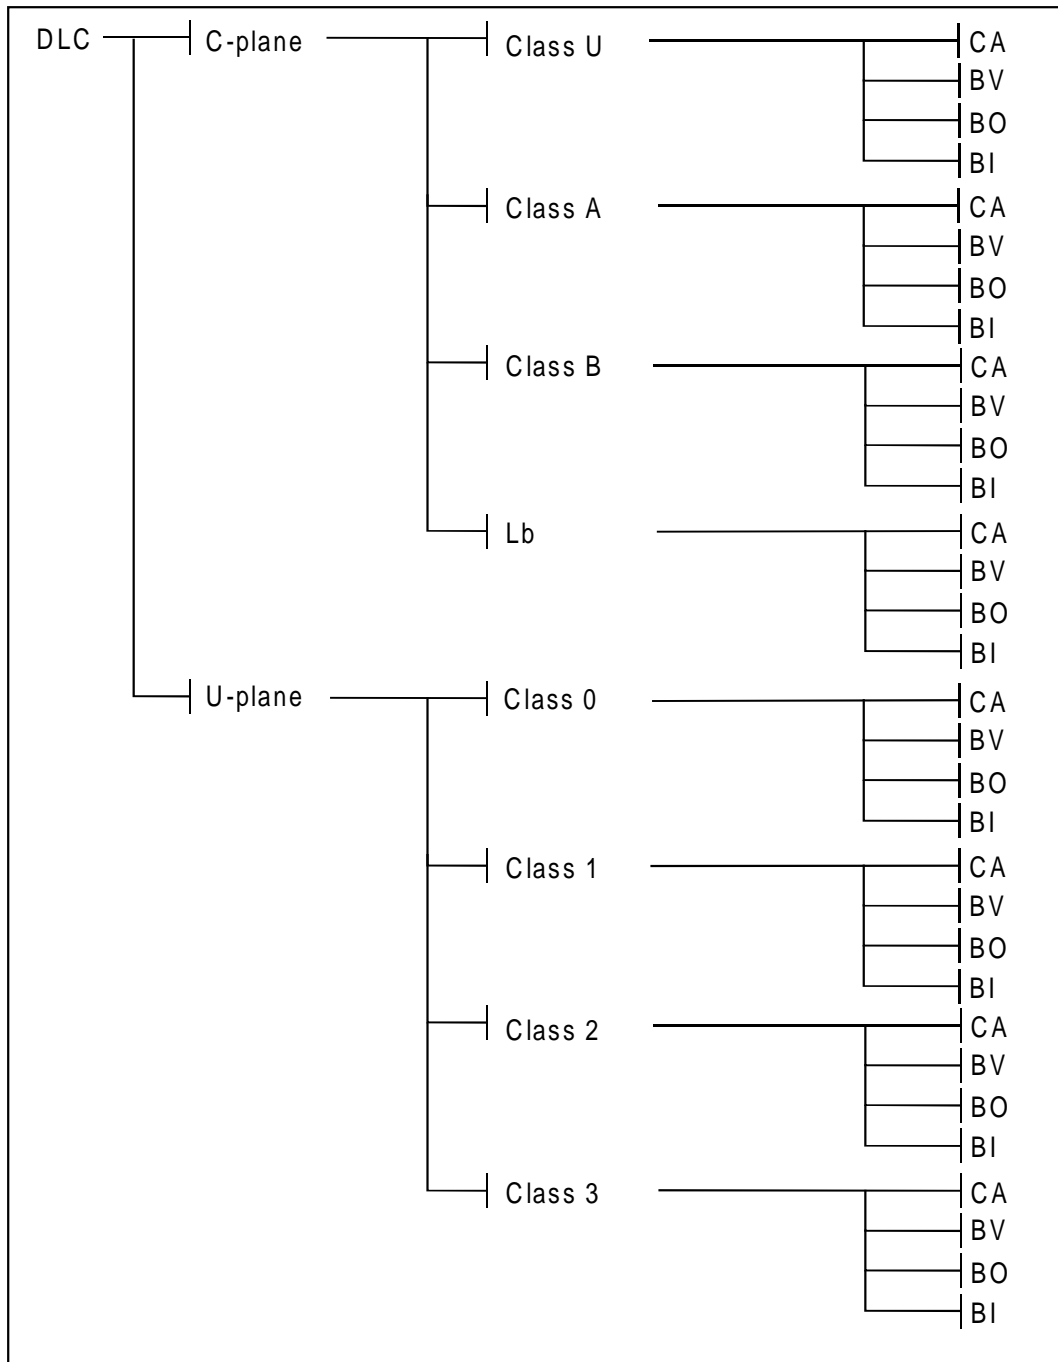 DLC C-plane Class U CA
BV
BO
BI
Class A CA
BV
BO
BI
Class B CA
BV
BO
BI
Lb CA
BV
BO
BI
U-plane Class 0 CA
BV
BO
BI
Class 1 CA
BV
BO
BI
Class 2 CA
BV
BO
BI
Class 3 CA
BV
BO
BI